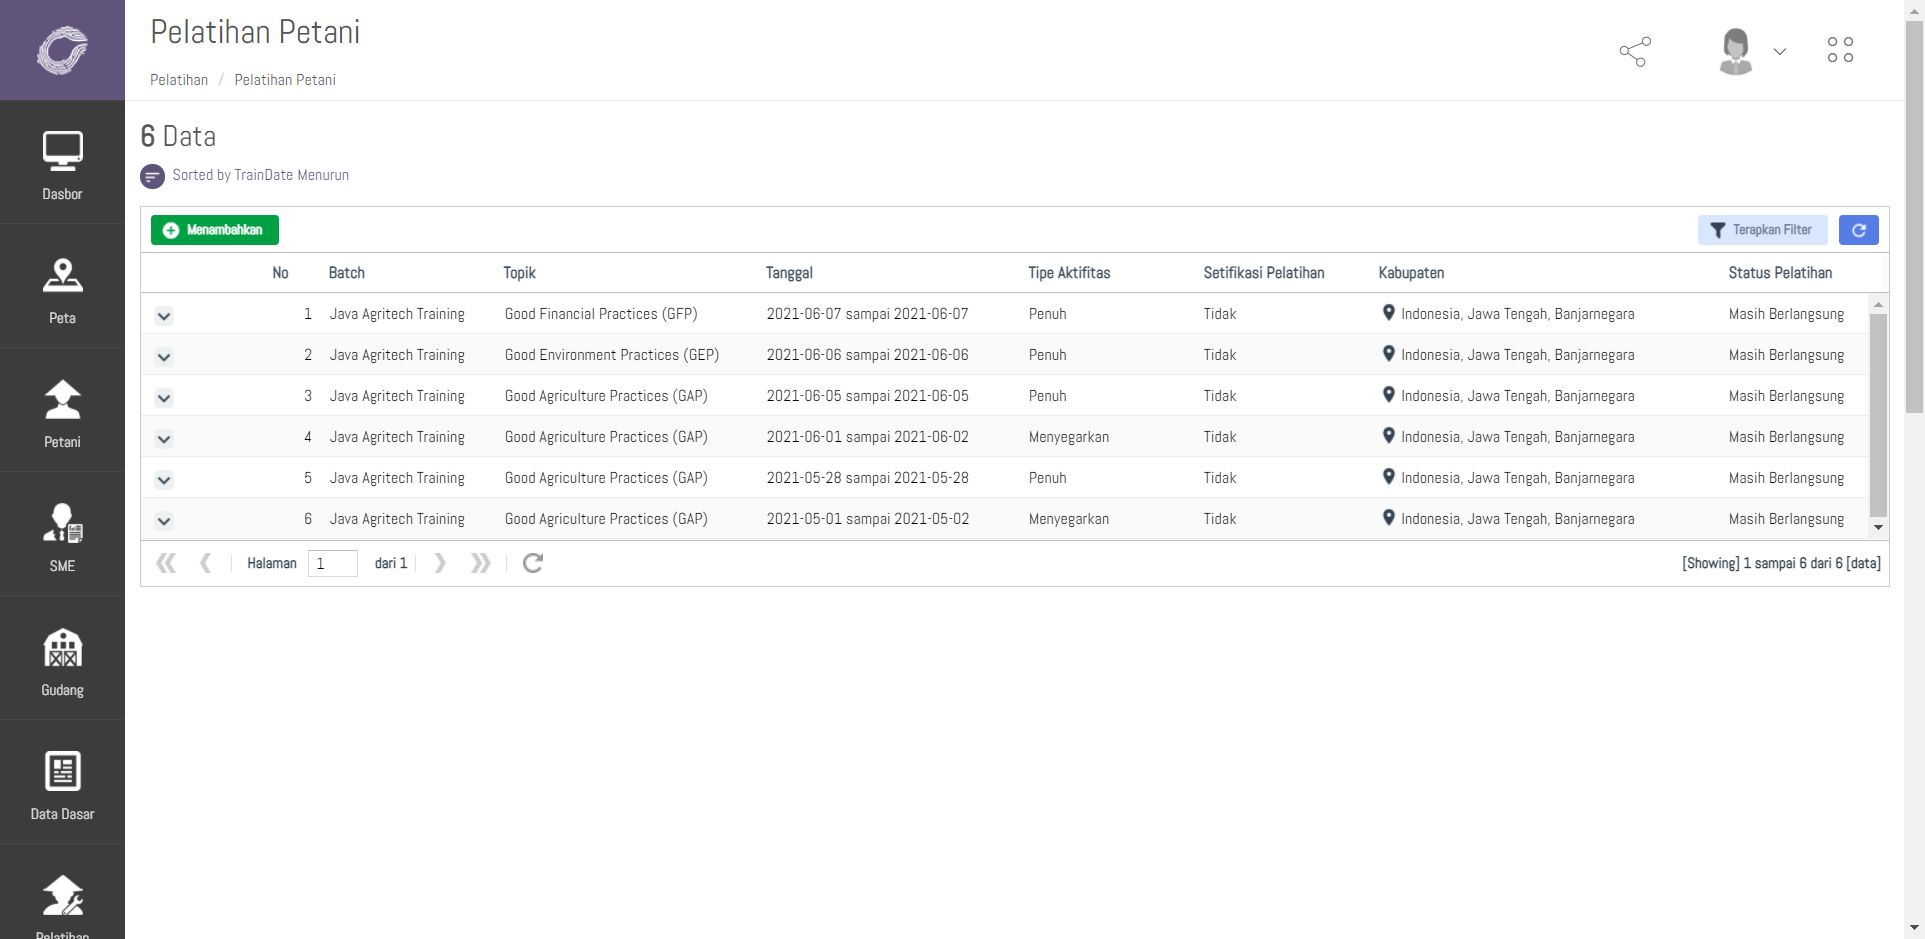 Pelatihan Petani
Pelatihan / Pelatihan Petani
Dasbor
Peta
Petani
SME
Gudang
Data Dasar
Pelatihan
6 Data
Sorted by TrainDate Menurun
Menambahkan
Terapkan Filter
No Batch Topik Tanggal Tipe Aktifitas Setifikasi Pelatihan Kabupaten Status Pelatihan
1 Java Agritech Training Good Financial Practices (GFP) 2021-06-07 sampai 2021-06-07 Penuh Tidak Indonesia, Jawa Tengah, Banjarnegara Masih Berlangsung
2 Java Agritech Training Good Environment Practices (GEP) 2021-06-06 sampai 2021-06-06 Penuh Tidak Indonesia, Jawa Tengah, Banjarnegara Masih Berlangsung
3 Java Agritech Training Good Agriculture Practices (GAP) 2021-06-05 sampai 2021-06-05 Penuh Tidak Indonesia, Jawa Tengah, Banjarnegara Masih Berlangsung
4 Java Agritech Training Good Agriculture Practices (GAP) 2021-06-01 sampai 2021-06-02 Menyegarkan Tidak Indonesia, Jawa Tengah, Banjarnegara Masih Berlangsung
5 Java Agritech Training Good Agriculture Practices (GAP) 2021-05-28 sampai 2021-05-28 Penuh Tidak Indonesia, Jawa Tengah, Banjarnegara Masih Berlangsung
6 Java Agritech Training Good Agriculture Practices (GAP) 2021-05-01 sampai 2021-05-02 Menyegarkan Tidak Indonesia, Jawa Tengah, Banjarnegara Masih Berlangsung
Halaman 1 dari 1
[Showing] 1 sampai 6 dari 6 [data]